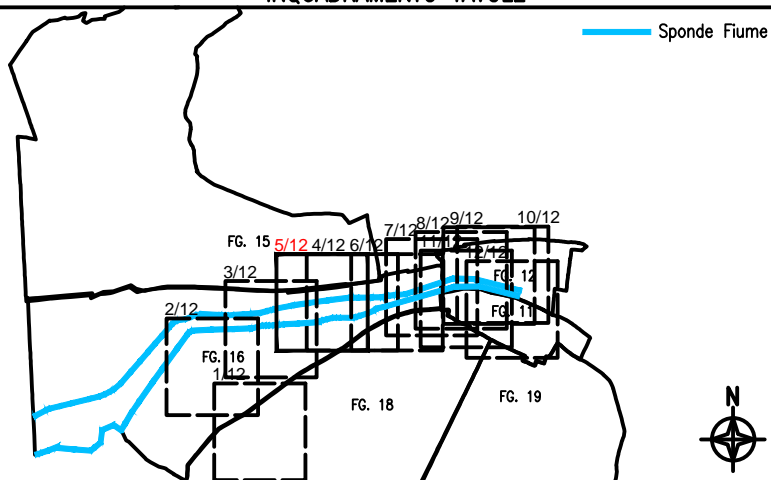 INQUADRAMENTO TAVOLE
Sponde Fiume
7/12
8/12
9/12
10/12
FG. 15
5/12
4/12
6/12
11/12
12/12
3/12
FG. 12
2/12
FG. 11
FG. 16
1/12
FG. 18
FG. 19
N